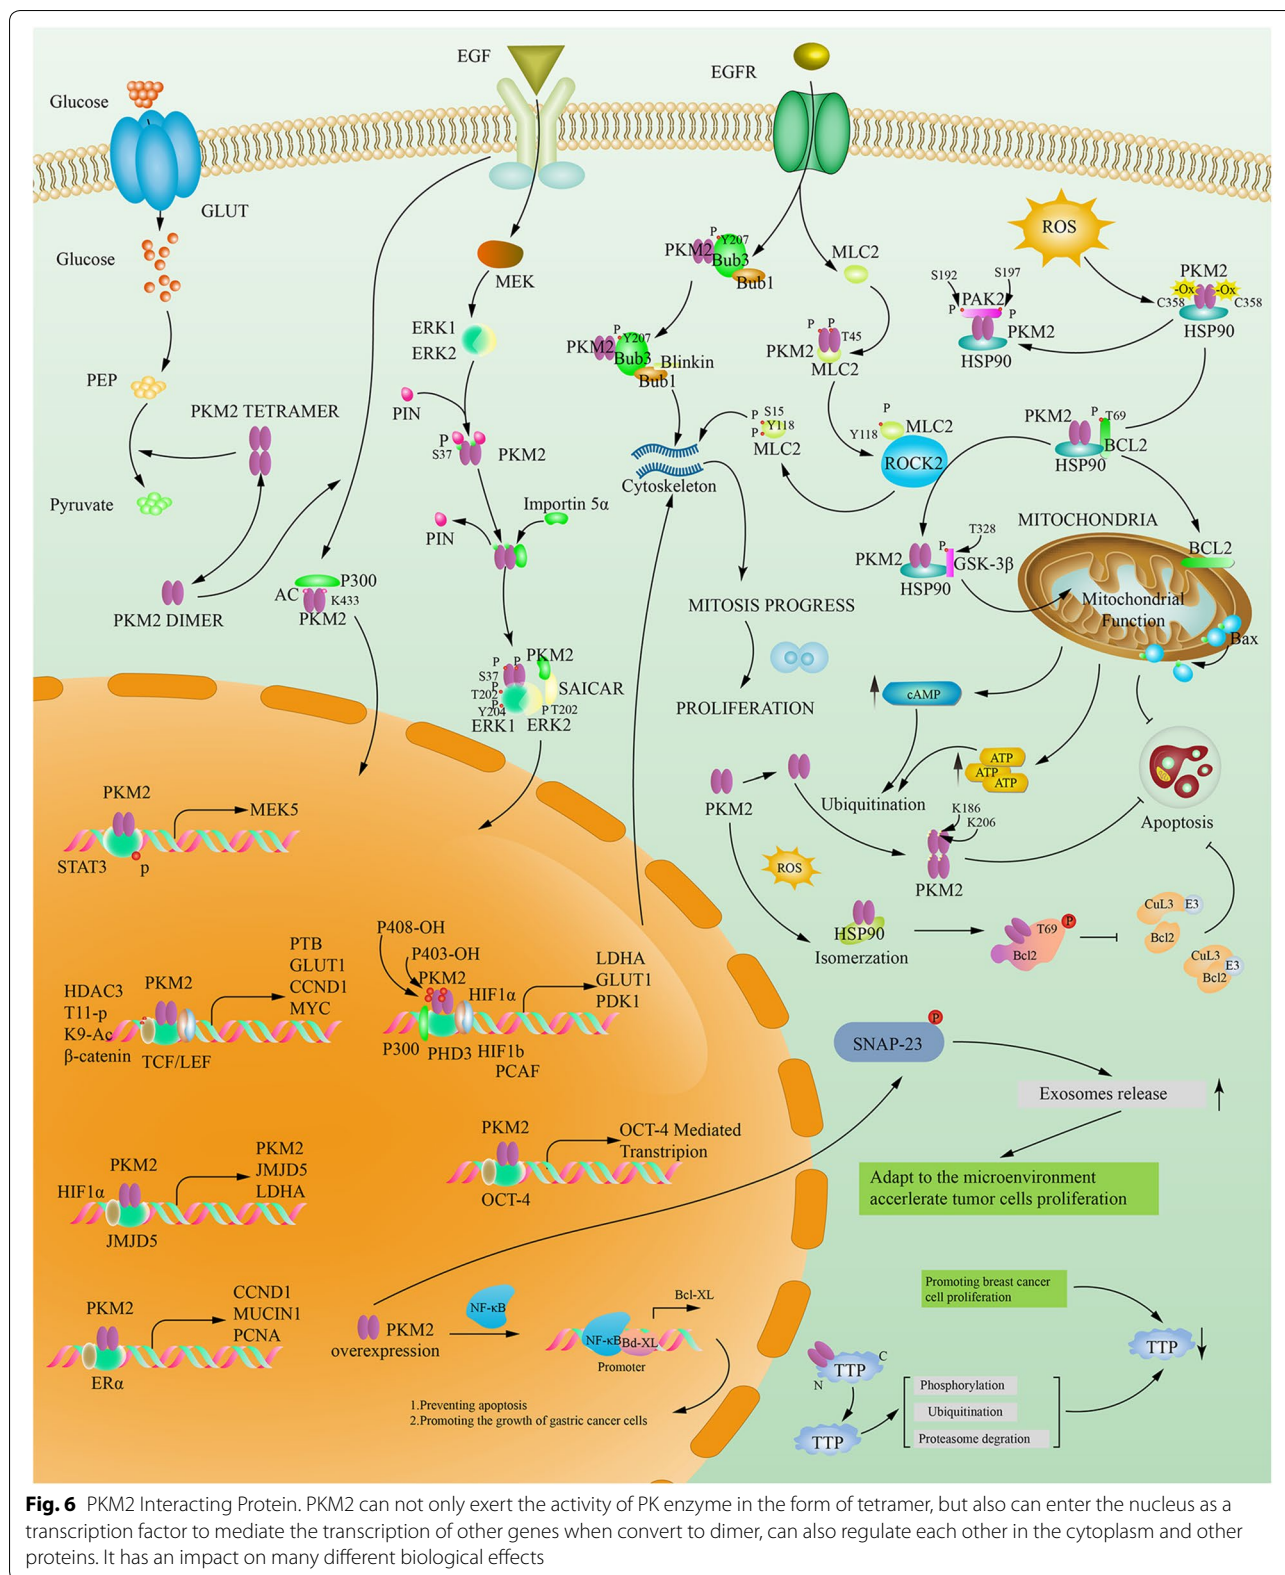 EGF
EGFR
Glucose
GLUT
Glucose
PEP
PKM2 TETRAMER
Pyruvate
PKM2 DIMER
P300
AC
K433
PKM2
MEK
ERK1
ERK2
PIN
P
S37
PKM2
Importin 5α
PIN
P
P
PKM2
S37
P
T202
SAICAR
P
Y204
P T202
ERK1
ERK2
P
Y207
PKM2
Bub3
Bub1
P
Y207
PKM2
Bub3
Blinkin
Bub1
MLC2
P
P
T45
PKM2
MLC2
P
S15
Y118
P
MLC2
P
MLC2
Y118
ROCK2
Cytoskeleton
MITOSIS PROGRESS
PROLIFERATION
ROS
PKM2
-Ox
-Ox
C358
C358
HSP90
S192
S197
P
PAK2
P
PKM2
HSP90
PKM2
P
T69
BCL2
HSP90
P
T328
PKM2
GSK-3β
HSP90
MITOCHONDRIA
BCL2
Mitochondrial
Function
Bax
cAMP
ATP
ATP
ATP
Ubiquitination
Apoptosis
PKM2
K186
K206
PKM2
ROS
HSP90
Isomerzation
T69
P
Bcl2
CuL3
E3
Bcl2
CuL3
E3
Bcl2
PKM2
MEK5
STAT3
p
HDAC3
T11-p
K9-Ac
β-catenin
PKM2
TCF/LEF
PTB
GLUT1
CCND1
MYC
P408-OH
P403-OH
PKM2
HIF1α
P300
PHD3
HIF1b
PCAF
LDHA
GLUT1
PDK1
PKM2
HIF1α
JMJD5
PKM2
JMJD5
LDHA
PKM2
OCT-4
OCT-4 Mediated
Transtripion
PKM2
ERα
CCND1
MUCIN1
PCNA
PKM2
overexpression
NF-κB
NF-κB
Bd-XL
Promoter
Bcl-XL
1.Preventing apoptosis
2.Promoting the growth of gastric cancer cells
P
SNAP-23
Exosomes release
Adapt to the microenvironment
accerlerate tumor cells proliferation
Promoting breast cancer
cell proliferation
TTP
C
N
TTP
TTP
Phosphorylation
Ubiquitination
Proteasome degration
Fig. 6 PKM2 Interacting Protein. PKM2 can not only exert the activity of PK enzyme in the form of tetramer, but also can enter the nucleus as a
transcription factor to mediate the transcription of other genes when convert to dimer, can also regulate each other in the cytoplasm and other
proteins. It has an impact on many different biological effects